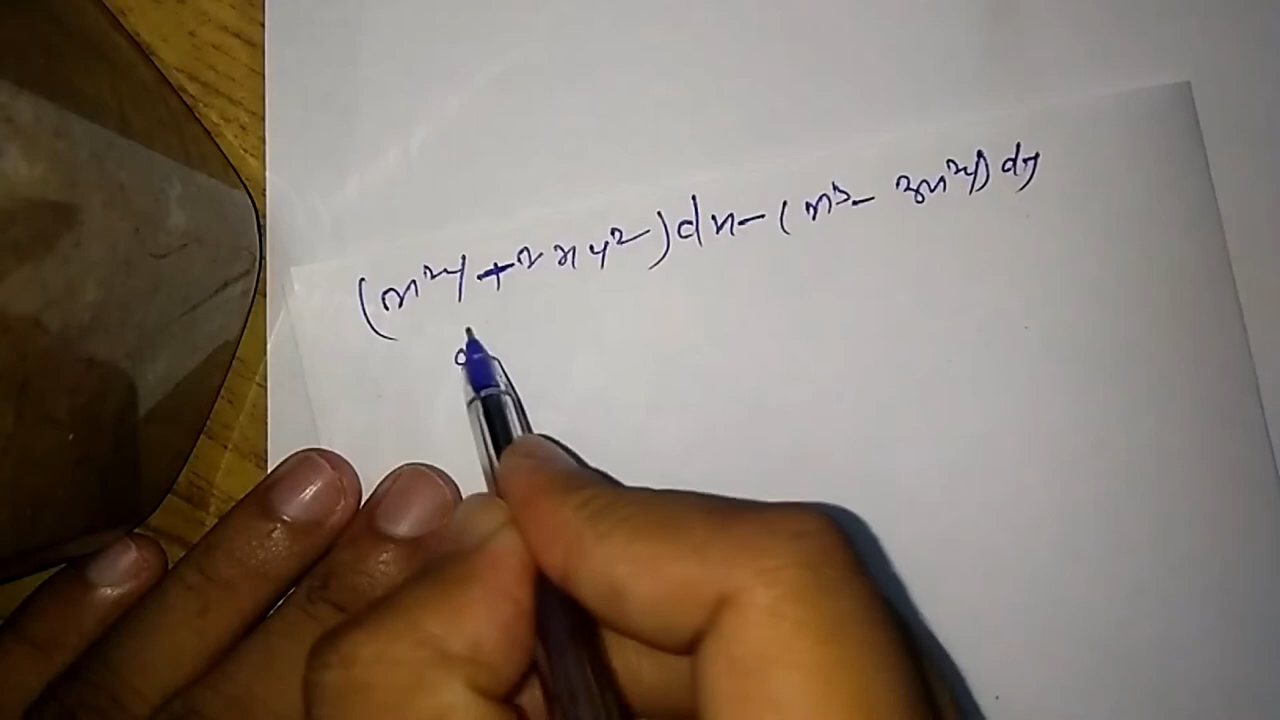 (x²y + 2xy²)dx - (x³ - 3x²y) dy